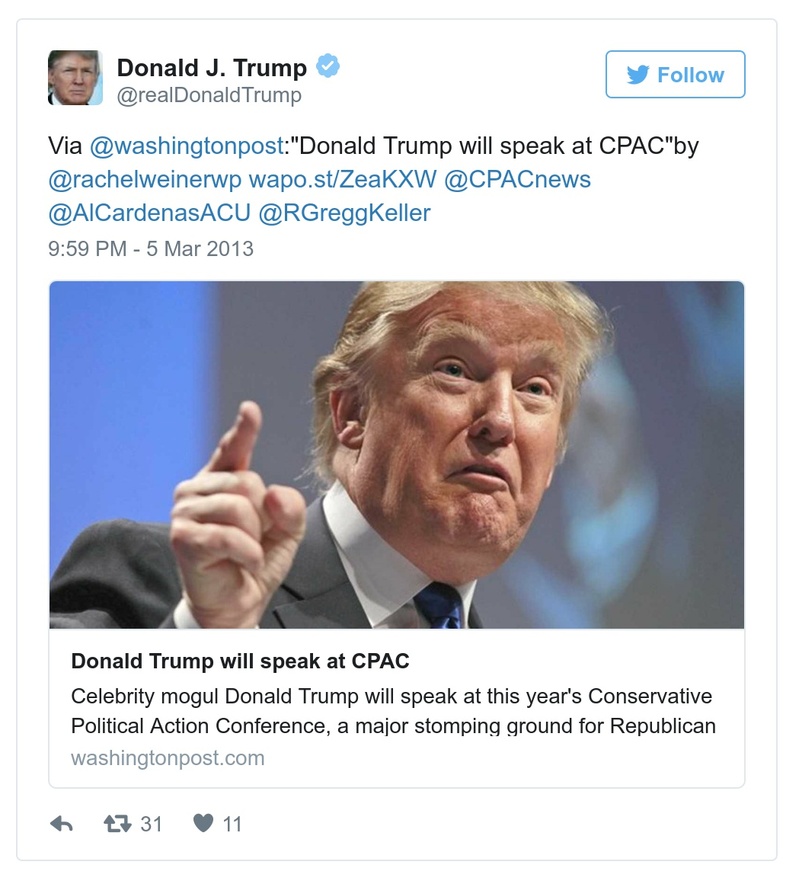 Donald J. Trump
@realDonaldTrump
Follow
Via @washingtonpost:"Donald Trump will speak at CPAC"by
@rachelweinerwp wapo.st/ZeaKXW @CPACnews
@AlCardenasACU @RGreggKeller
9:59 PM - 5 Mar 2013
Donald Trump will speak at CPAC
Celebrity mogul Donald Trump will speak at this year's Conservative
Political Action Conference, a major stomping ground for Republican
washingtonpost.com
31 11